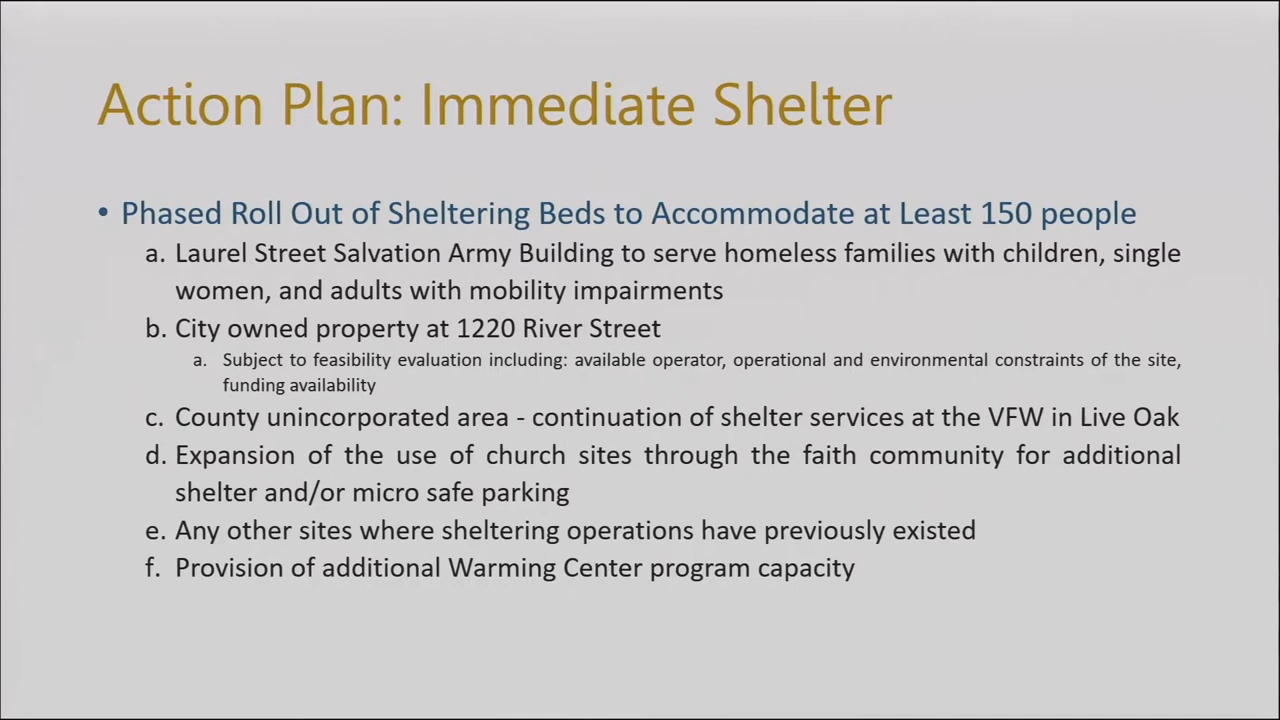 Action Plan: Immediate Shelter
• Phased Roll Out of Sheltering Beds to Accommodate at Least 150 people
a. Laurel Street Salvation Army Building to serve homeless families with children, single
women, and adults with mobility impairments
b. City owned property at 1220 River Street
a. Subject to feasibility evaluation including: available operator, operational and environmental constraints of the site,
funding availability
c. County unincorporated area - continuation of shelter services at the VFW in Live Oak
d. Expansion of the use of church sites through the faith community for additional
shelter and/or micro safe parking
e. Any other sites where sheltering operations have previously existed
f. Provision of additional Warming Center program capacity